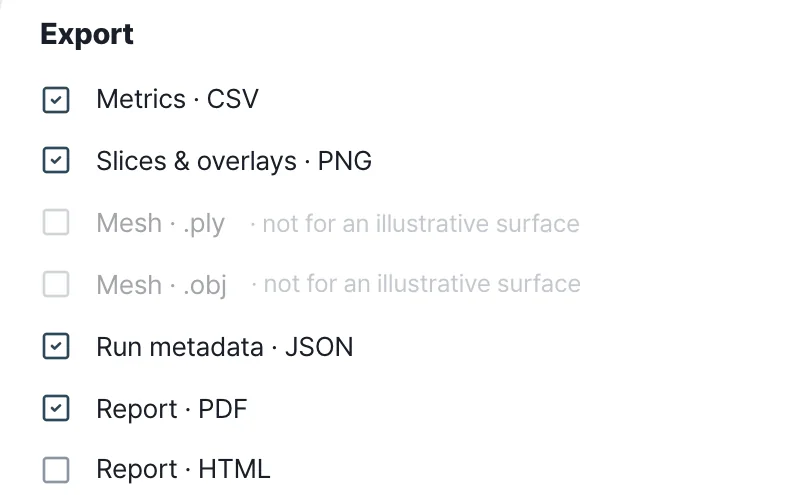 Export
Metrics · CSV
Slices & overlays · PNG
Mesh · .ply · not for an illustrative surface
Mesh · .obj · not for an illustrative surface
Run metadata · JSON
Report · PDF
Report · HTML